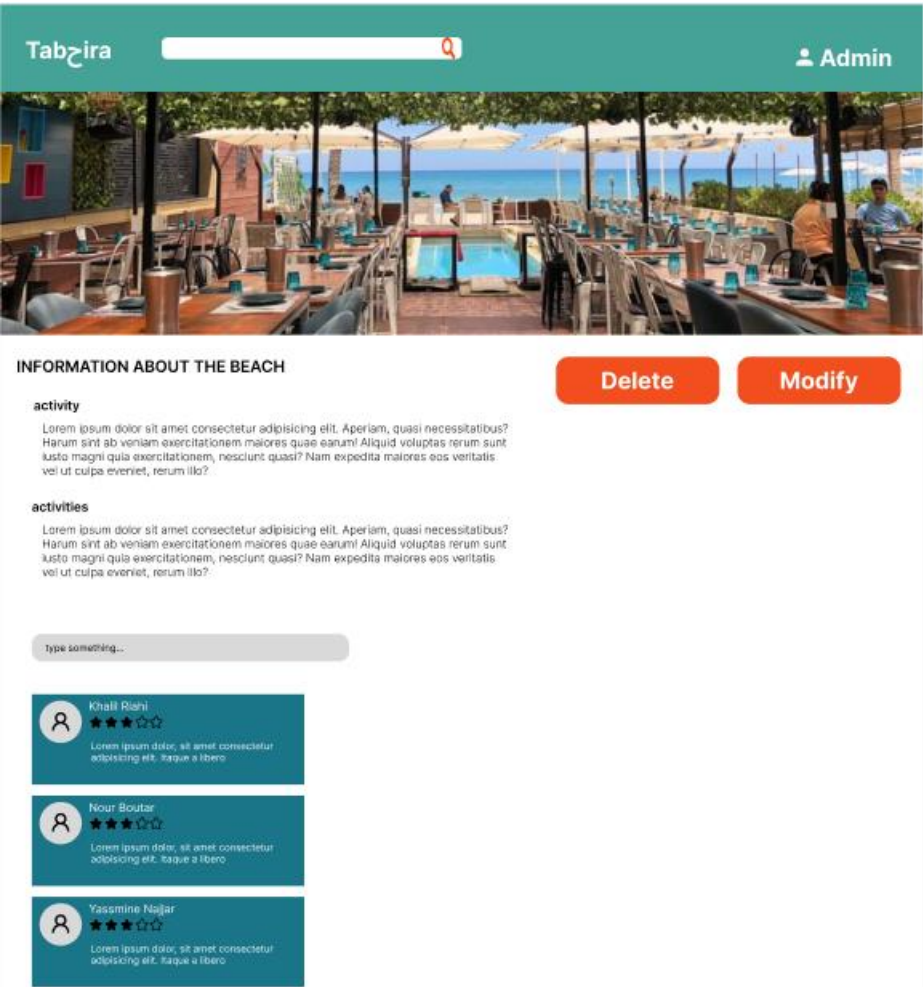 Tabحira
Admin
INFORMATION ABOUT THE BEACH
Delete
Modify
activity
Lorem ipsum dolor sit amet consectetur adipisicing elit. Aperiam, quasi necessitatibus?
Harum sint ab veniam exercitationem maiores quae earum! Aliquid voluptas rerum sunt
iusto magni quia exercitationem, nesciunt quasi? Nam expedita maiores eos veritatis
vel ut culpa eveniet, rerum illo?
activities
Lorem ipsum dolor sit amet consectetur adipisicing elit. Aperiam, quasi necessitatibus?
Harum sint ab veniam exercitationem maiores quae earum! Aliquid voluptas rerum sunt
iusto magni quia exercitationem, nesciunt quasi? Nam expedita maiores eos veritatis
vel ut culpa eveniet, rerum illo?
type something...
Khalil Riahi
Lorem ipsum dolor, sit amet consectetur
adipisicing elit. Itaque a libero
Nour Boutar
Lorem ipsum dolor, sit amet consectetur
adipisicing elit. Itaque a libero
Yassmine Najjar
Lorem ipsum dolor, sit amet consectetur
adipisicing elit. Itaque a libero